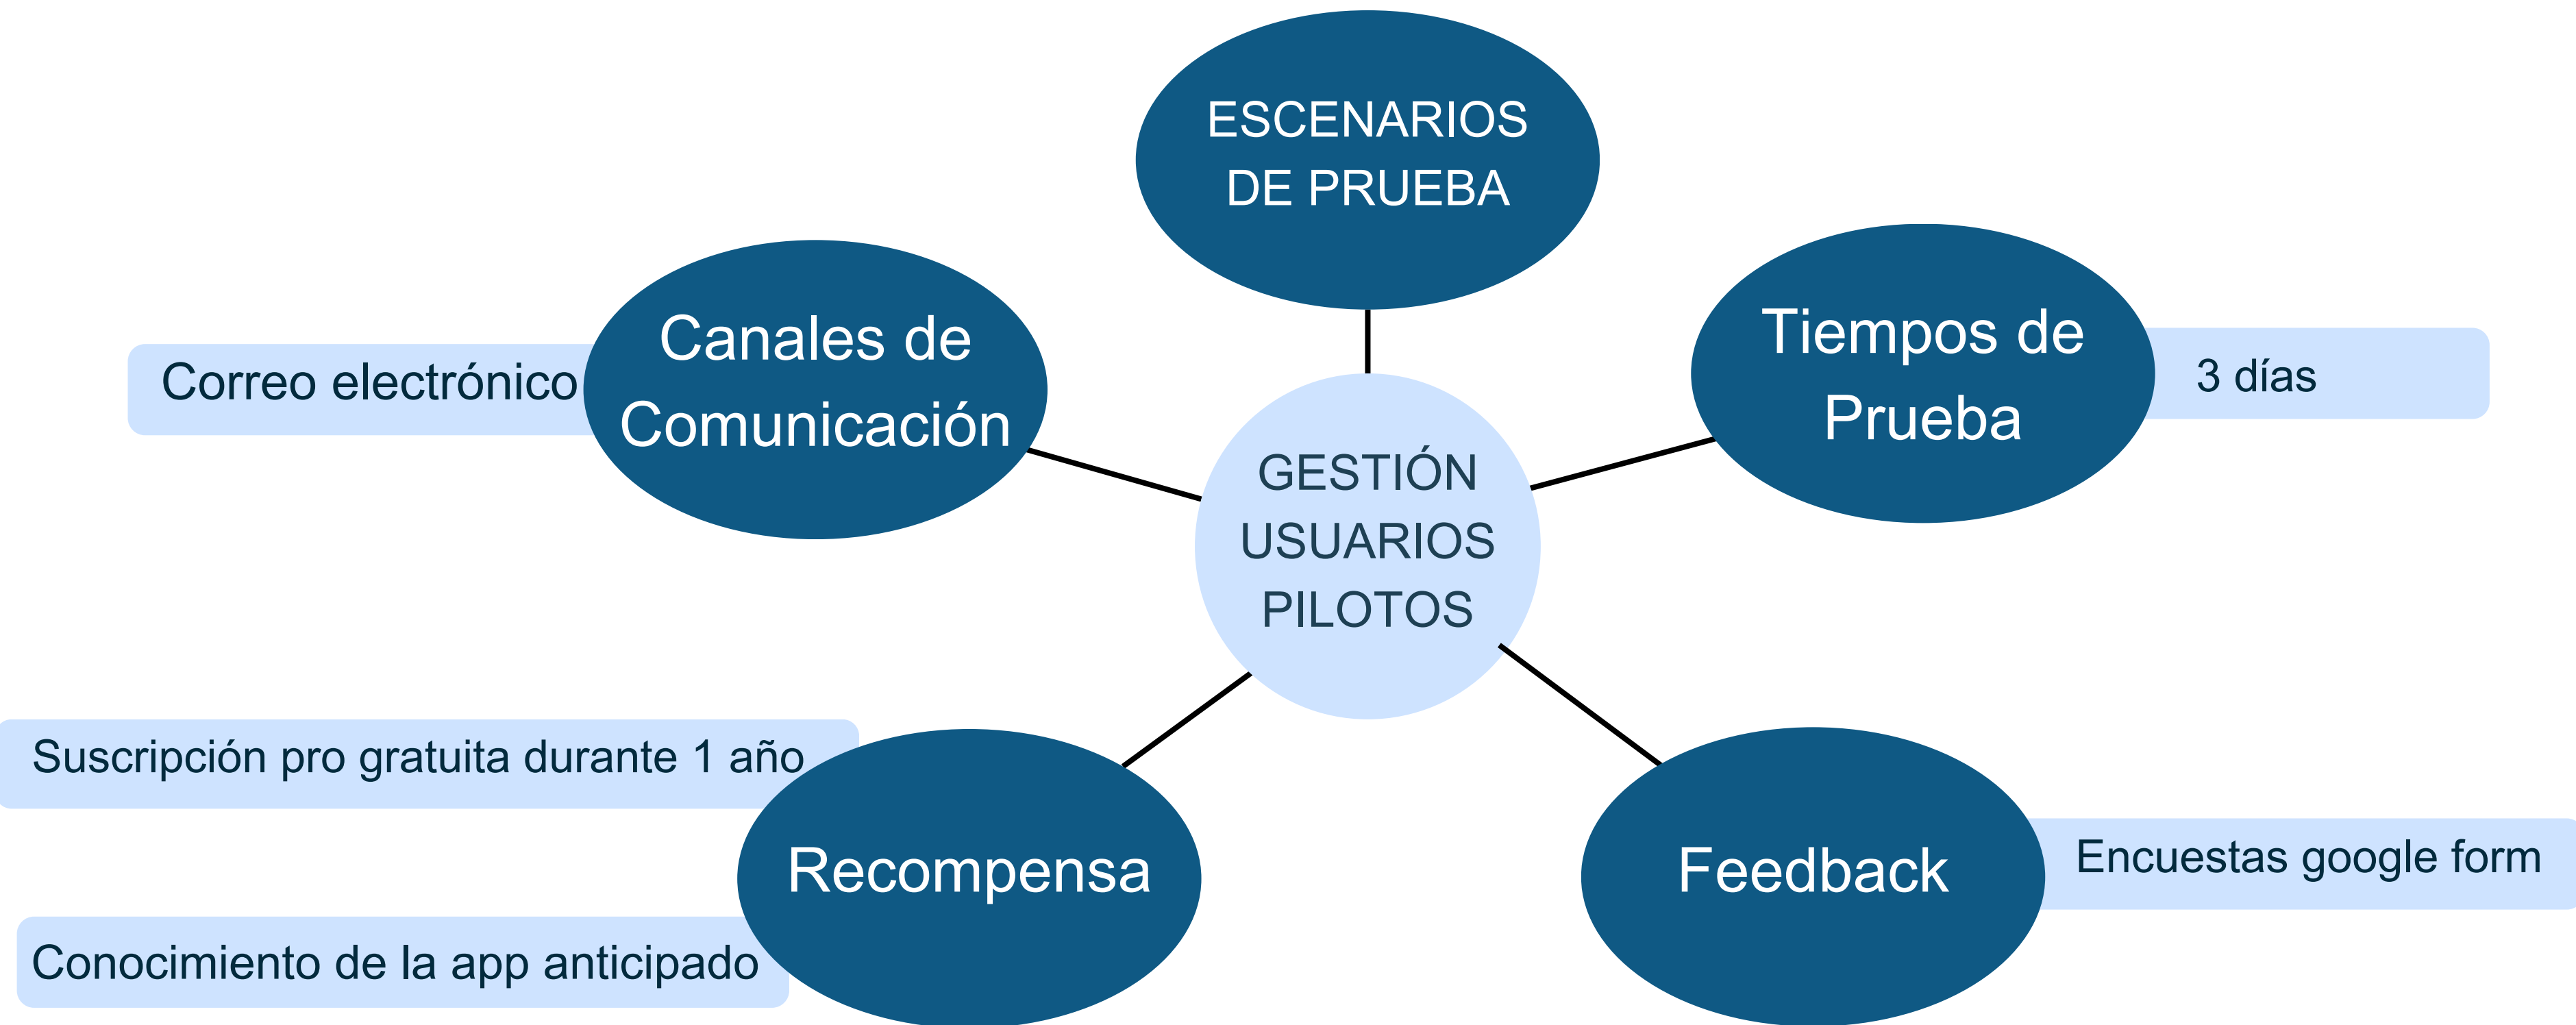 ESCENARIOS
DE PRUEBA
Canales de
Comunicación
Correo electrónico
Tiempos de
Prueba
3 días
GESTIÓN
USUARIOS
PILOTOS
Suscripción pro gratuita durante 1 año
Recompensa
Conocimiento de la app anticipado
Feedback
Encuestas google form